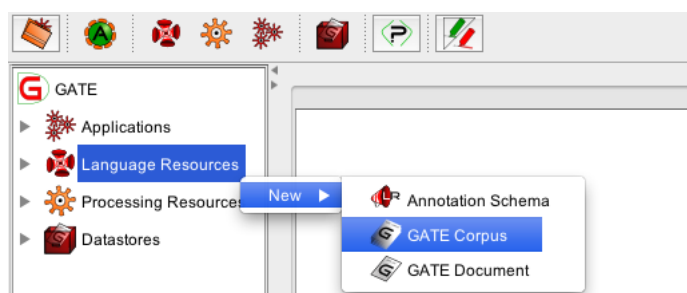 GATE
Applications
Language Resources
Processing Resources
Datastores
New
Annotation Schema
GATE Corpus
GATE Document